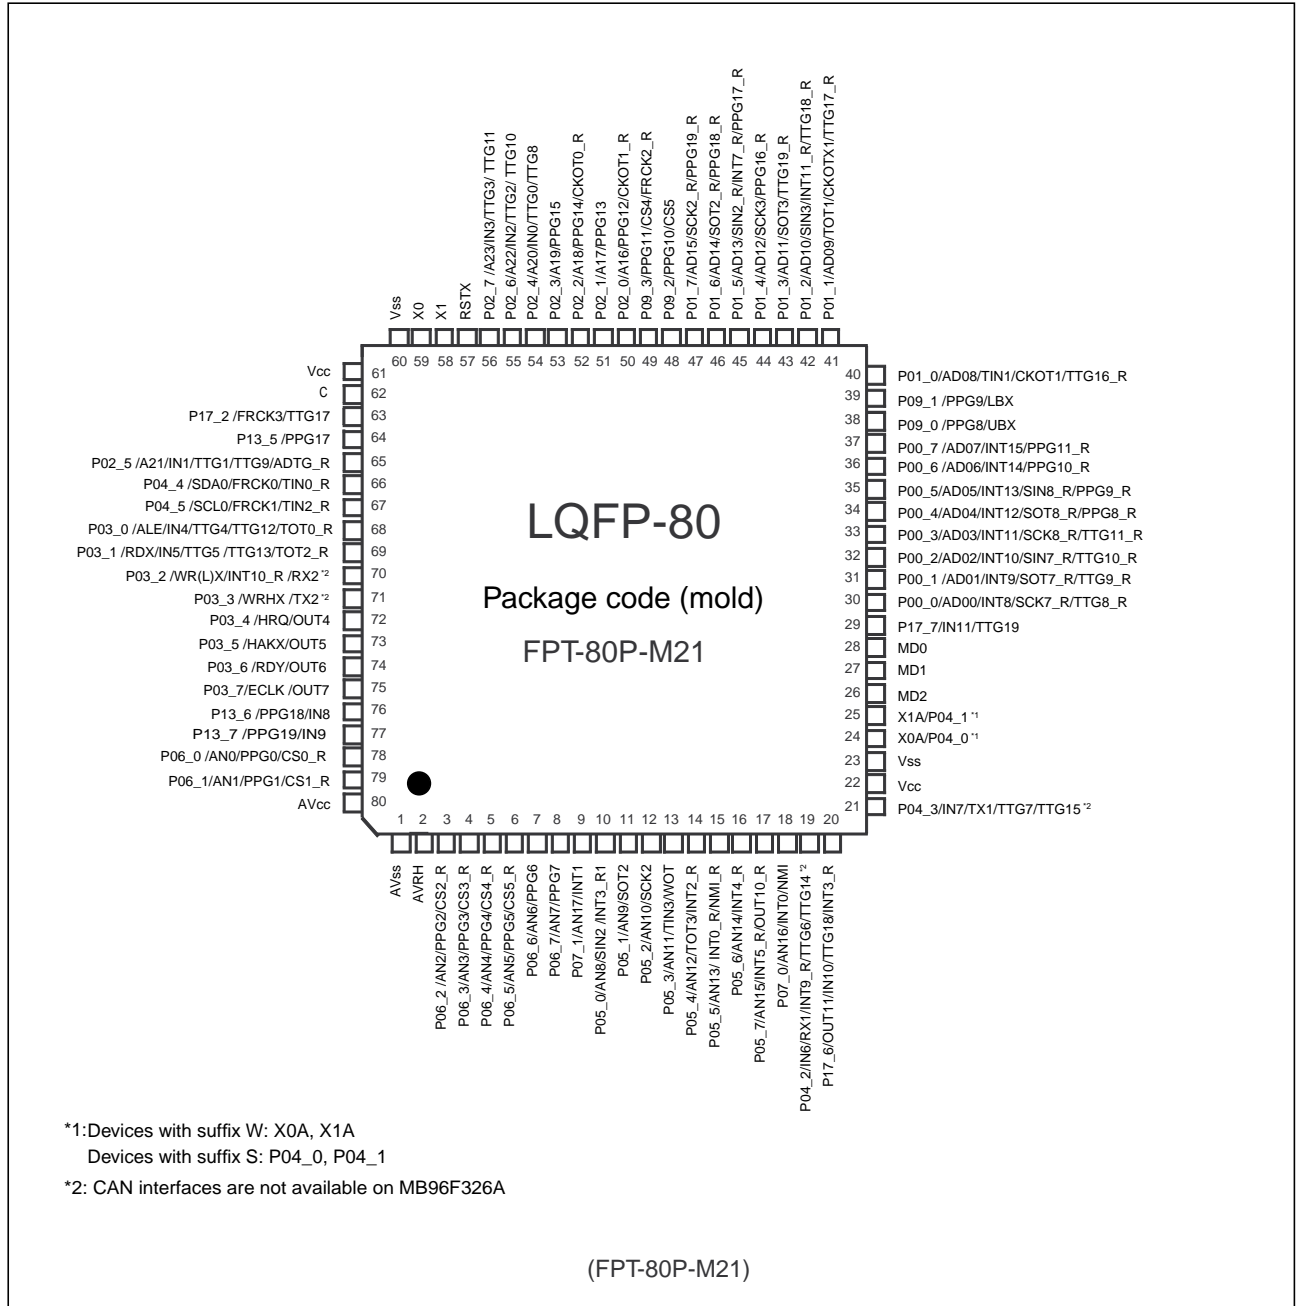 P02_7 /A23/IN3/TTG3/ TTG11
P02_6/A22/IN2/TTG2/ TTG10
P02_4/A20/IN0/TTG0/TTG8
P02_3/A19/PPG15
P02_2/A18/PPG14/CKOT0_R
P02_1/A17/PPG13
P02_0/A16/PPG12/CKOT1_R
P09_3/PPG11/CS4/FRCK2_R
P09_2/PPG10/CS5
P01_7/AD15/SCK2_R/PPG19_R
P01_6/AD14/SOT2_R/PPG18_R
P01_5/AD13/SIN2_R/INT7_R/PPG17_R
P01_4/AD12/SCK3/PPG16_R
P01_3/AD11/SOT3/TTG19_R
P01_2/AD10/SIN3/INT11_R/TTG18_R
P01_1/AD09/TOT1/CKOTX1/TTG17_R
Vss
X0
X1
RSTX
60 59 58 57 56 55 54 53 52 51 50 49 48 47 46 45 44 43 42 41
Vcc 61
C 62
P17_2 /FRCK3/TTG17 63
P13_5 /PPG17 64
P02_5 /A21/IN1/TTG1/TTG9/ADTG_R 65
P04_4 /SDA0/FRCK0/TIN0_R 66
P04_5 /SCL0/FRCK1/TIN2_R 67
P03_0 /ALE/IN4/TTG4/TTG12/TOT0_R 68
P03_1 /RDX/IN5/TTG5 /TTG13/TOT2_R 69
P03_2 /WR(L)X/INT10_R /RX2 *2 70
P03_3 /WRHX /TX2 *2 71
P03_4 /HRQ/OUT4 72
P03_5 /HAKX/OUT5 73
P03_6 /RDY/OUT6 74
P03_7/ECLK /OUT7 75
P13_6 /PPG18/IN8 76
P13_7 /PPG19/IN9 77
P06_0 /AN0/PPG0/CS0_R 78
P06_1/AN1/PPG1/CS1_R 79
AVcc 80
LQFP-80
Package code (mold)
FPT-80P-M21
40 P01_0/AD08/TIN1/CKOT1/TTG16_R
39 P09_1 /PPG9/LBX
38 P09_0 /PPG8/UBX
37 P00_7 /AD07/INT15/PPG11_R
36 P00_6 /AD06/INT14/PPG10_R
35 P00_5/AD05/INT13/SIN8_R/PPG9_R
34 P00_4/AD04/INT12/SOT8_R/PPG8_R
33 P00_3/AD03/INT11/SCK8_R/TTG11_R
32 P00_2/AD02/INT10/SIN7_R/TTG10_R
31 P00_1 /AD01/INT9/SOT7_R/TTG9_R
30 P00_0/AD00/INT8/SCK7_R/TTG8_R
29 P17_7/IN11/TTG19
28 MD0
27 MD1
26 MD2
25 X1A/P04_1 *1
24 X0A/P04_0 *1
23 Vss
22 Vcc
21 P04_3/IN7/TX1/TTG7/TTG15 *2
1 2 3 4 5 6 7 8 9 10 11 12 13 14 15 16 17 18 19 20
AVss
AVRH
P06_2 /AN2/PPG2/CS2_R
P06_3/AN3/PPG3/CS3_R
P06_4/AN4/PPG4/CS4_R
P06_5/AN5/PPG5/CS5_R
P06_6/AN6/PPG6
P06_7/AN7/PPG7
P07_1/AN17/INT1
P05_0/AN8/SIN2 /INT3_R1
P05_1/AN9/SOT2
P05_2/AN10/SCK2
P05_3/AN11/TIN3/WOT
P05_4/AN12/TOT3/INT2_R
P05_5/AN13/ INT0_R/NMI_R
P05_6/AN14/INT4_R
P05_7/AN15/INT5_R/OUT10_R
P07_0/AN16/INT0/NMI
P04_2/IN6/RX1/INT9_R/TTG6/TTG14 *2
P17_6/OUT11/IN10/TTG18/INT3_R
*1:Devices with suffix W: X0A, X1A
Devices with suffix S: P04_0, P04_1
*2: CAN interfaces are not available on MB96F326A
(FPT-80P-M21)